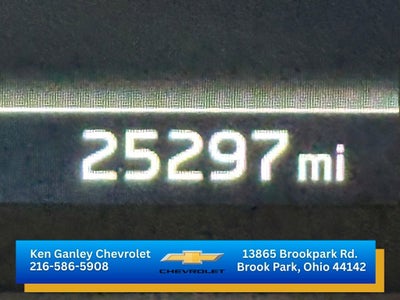 25297 mi
Ken Ganley Chevrolet
216-586-5908
CHEVROLET
13865 Brookpark Rd.
Brook Park, Ohio 44142